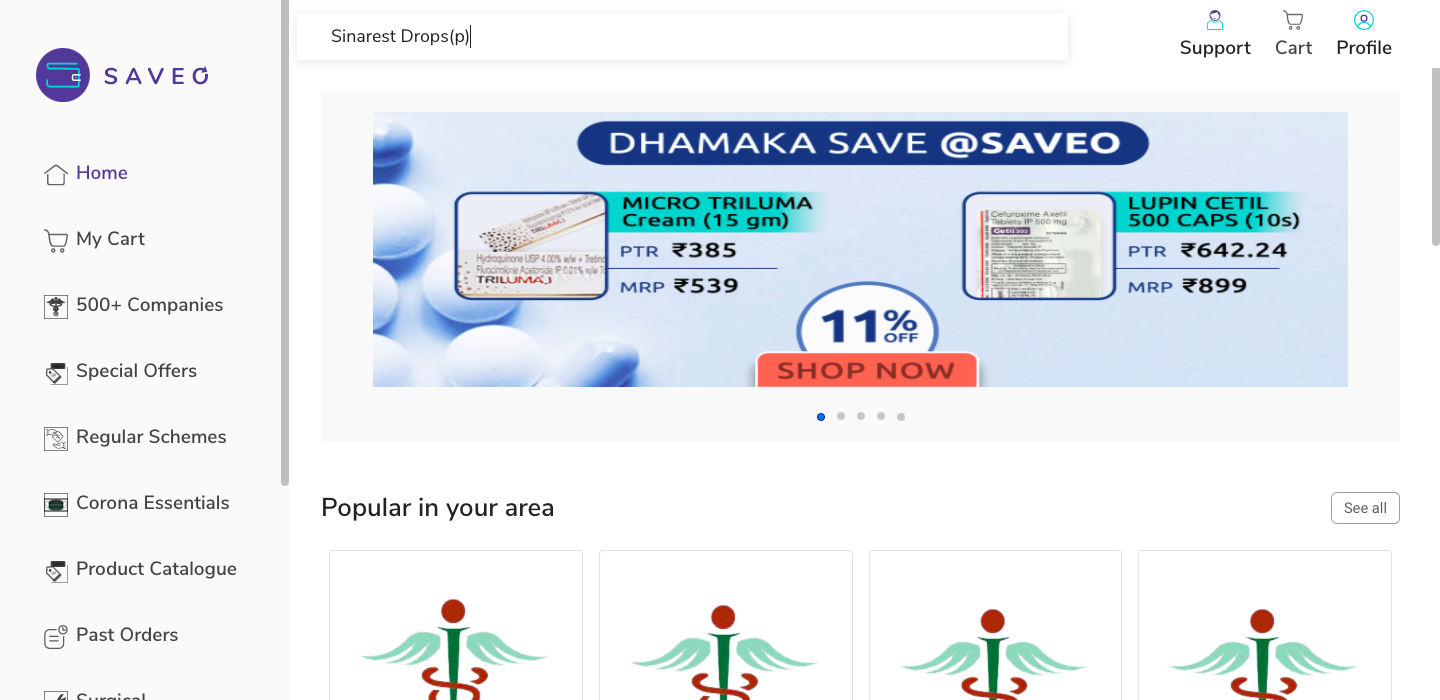 Sinarest Drops(p)
Support
Cart
Profile
SAVEO
Home
My Cart
500+ Companies
Special Offers
Regular Schemes
Corona Essentials
Product Catalogue
Past Orders
Surgical
DHAMAKA SAVE @SAVEO
MICRO TRILUMA
Cream (15 gm)
PTR ₹385
MRP ₹539
Hydroquinone USP 4.00% w/w + Tretino
Fluocinolone Acetonide IP 0.01% w/w
TRILUMA
LUPIN CETIL
500 CAPS (10s)
PTR ₹642.24
MRP ₹899
Cefuroxime Axetil
Tablets IP 500 mg
Cetil 500
11%
OFF
SHOP NOW
Popular in your area
See all